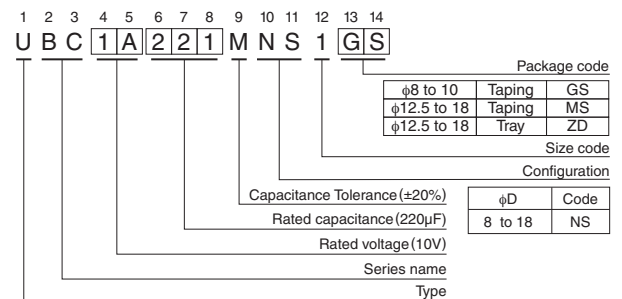 1 2 3 4 5 6 7 8 9 10 11 12 13 14
U B C 1 A 2 2 1 M N S 1 G S
Package code
ϕ8 to 10 Taping GS
ϕ12.5 to 18 Taping MS
ϕ12.5 to 18 Tray ZD
Size code
Configuration
ϕD Code
8 to 18 NS
Capacitance Tolerance (±20%)
Rated capacitance (220µF)
Rated voltage (10V)
Series name
Type